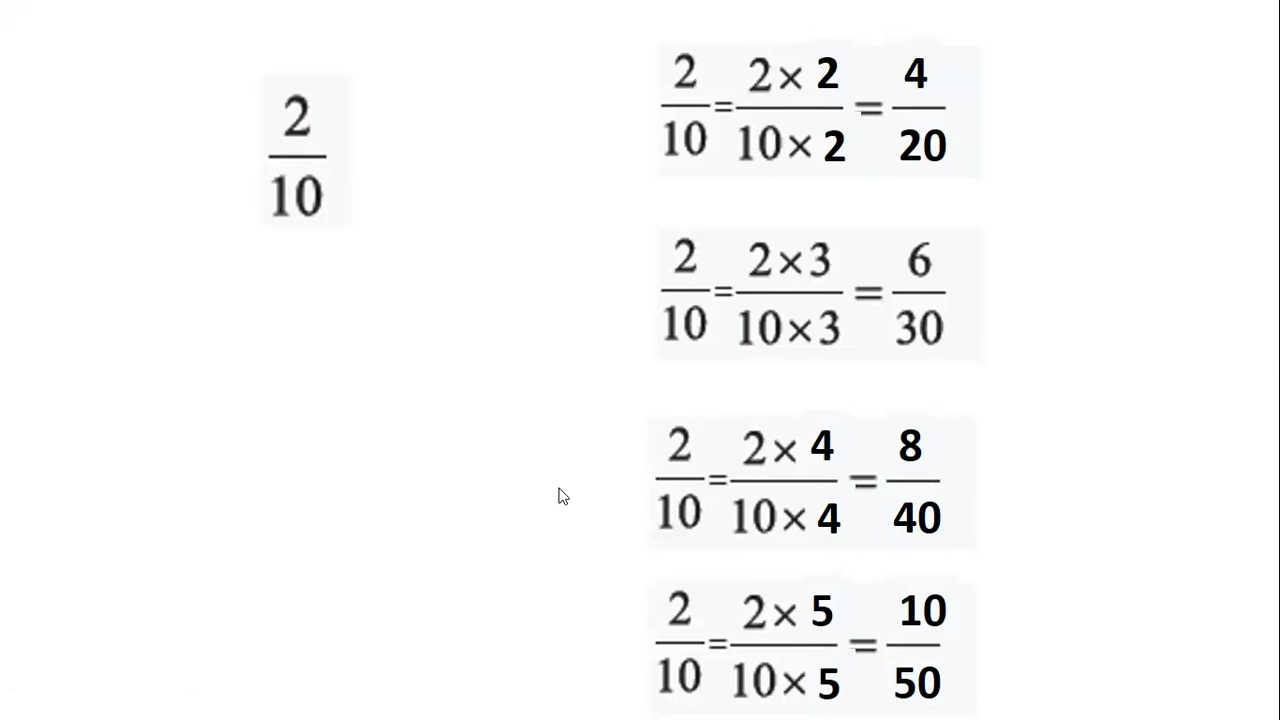 2/10
2/10 = 2 × 2/10 × 2 = 4/20
2/10 = 2 × 3/10 × 3 = 6/30
2/10 = 2 × 4/10 × 4 = 8/40
2/10 = 2 × 5/10 × 5 = 10/50